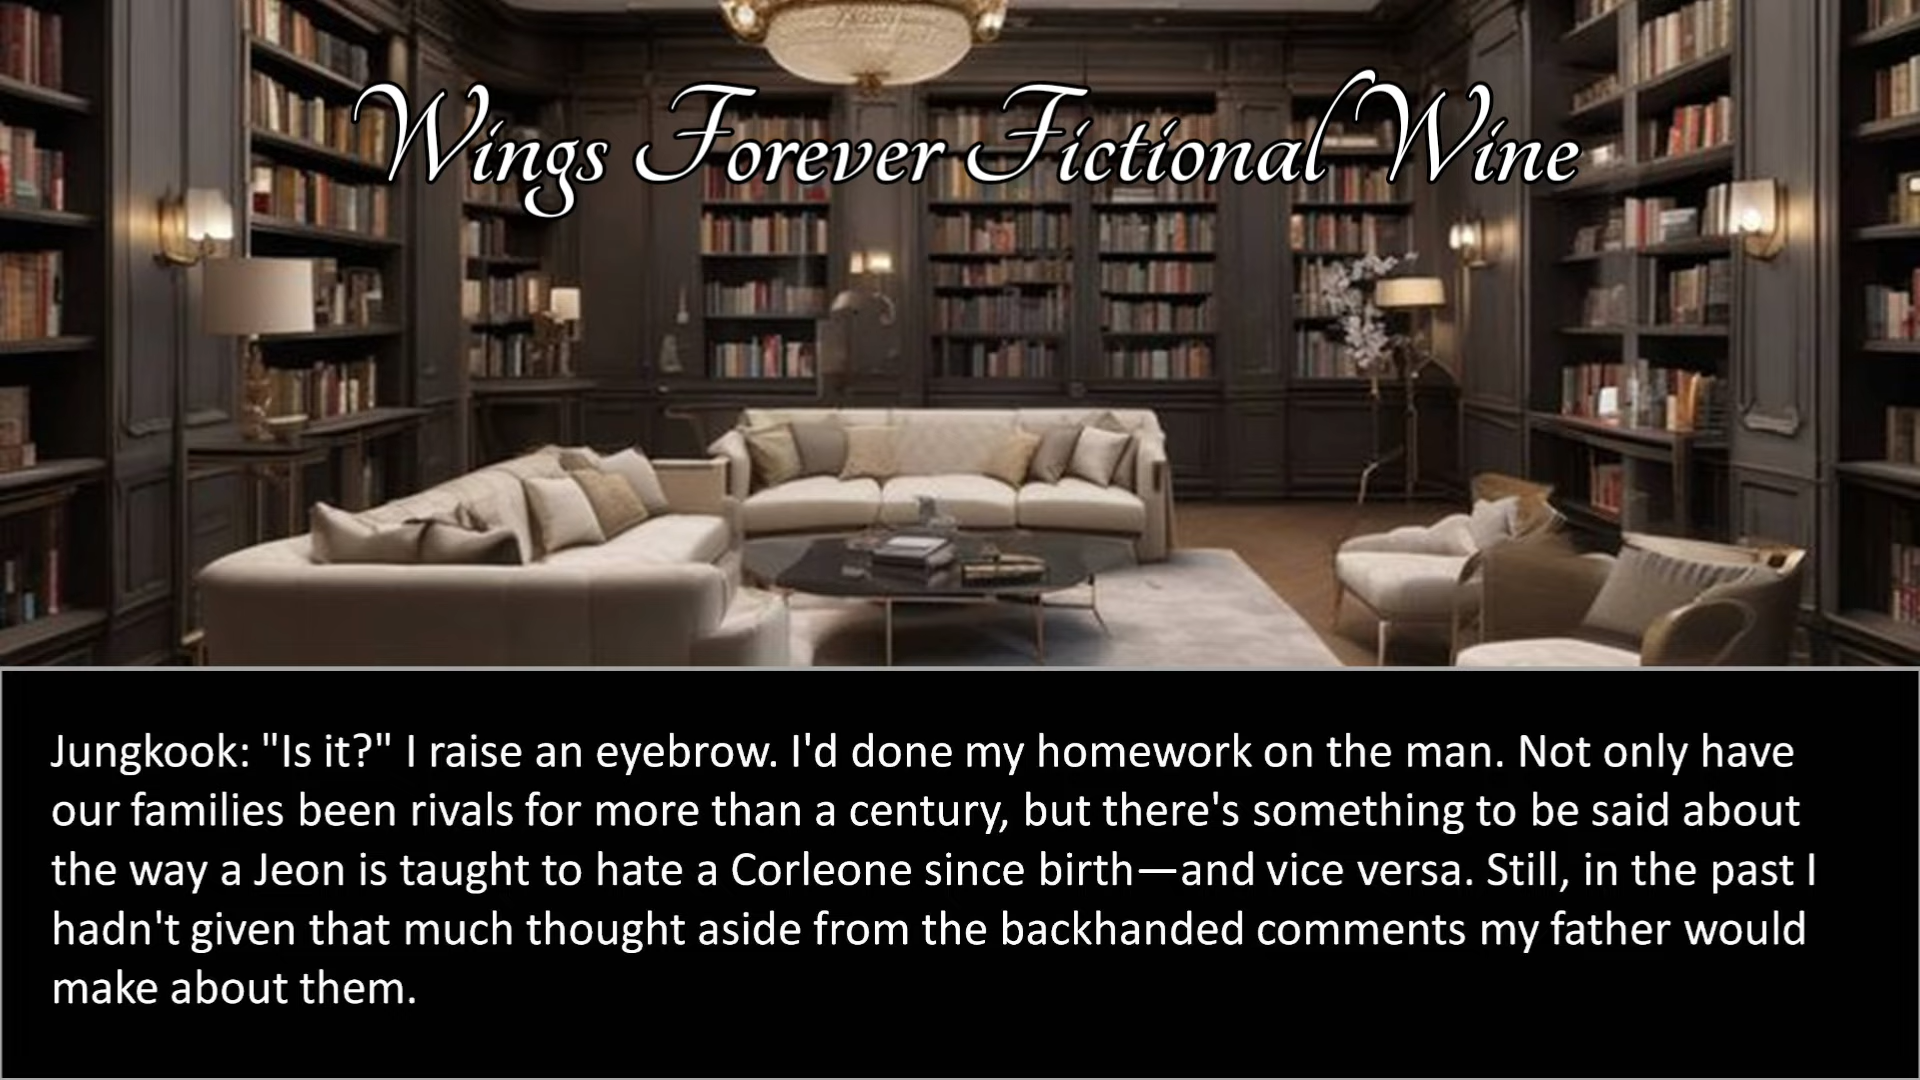 Wings Forever Fictional Wine
Jungkook: "Is it?" I raise an eyebrow. I'd done my homework on the man. Not only have
our families been rivals for more than a century, but there's something to be said about
the way a Jeon is taught to hate a Corleone since birth—and vice versa. Still, in the past I
hadn't given that much thought aside from the backhanded comments my father would
make about them.